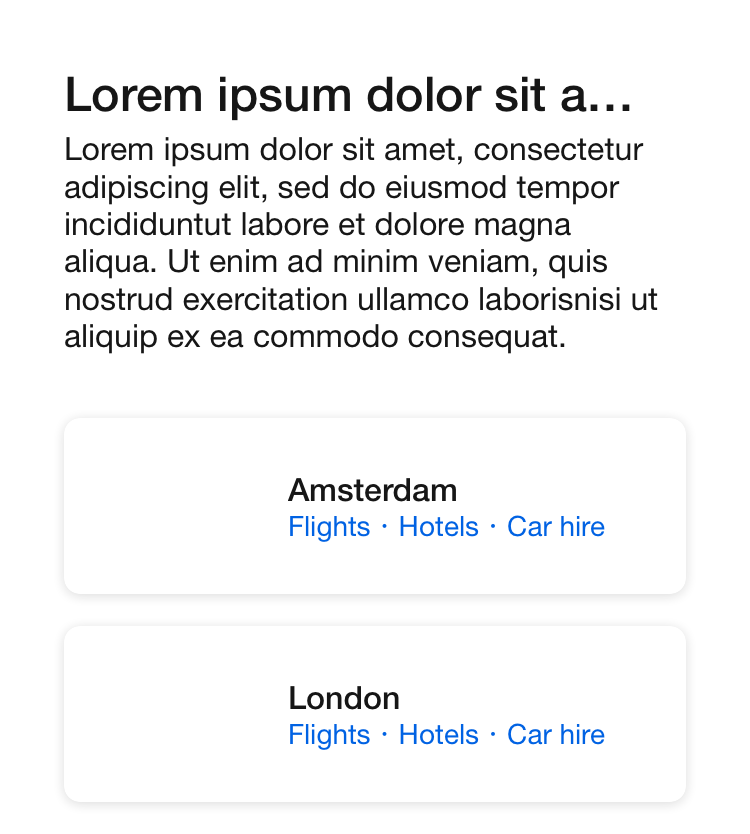 Lorem ipsum dolor sit a...
Lorem ipsum dolor sit amet, consectetur
adipiscing elit, sed do eiusmod tempor
incididuntut labore et dolore magna
aliqua. Ut enim ad minim veniam, quis
nostrud exercitation ullamco laborisnisi ut
aliquip ex ea commodo consequat.
Amsterdam
Flights · Hotels · Car hire
London
Flights · Hotels · Car hire